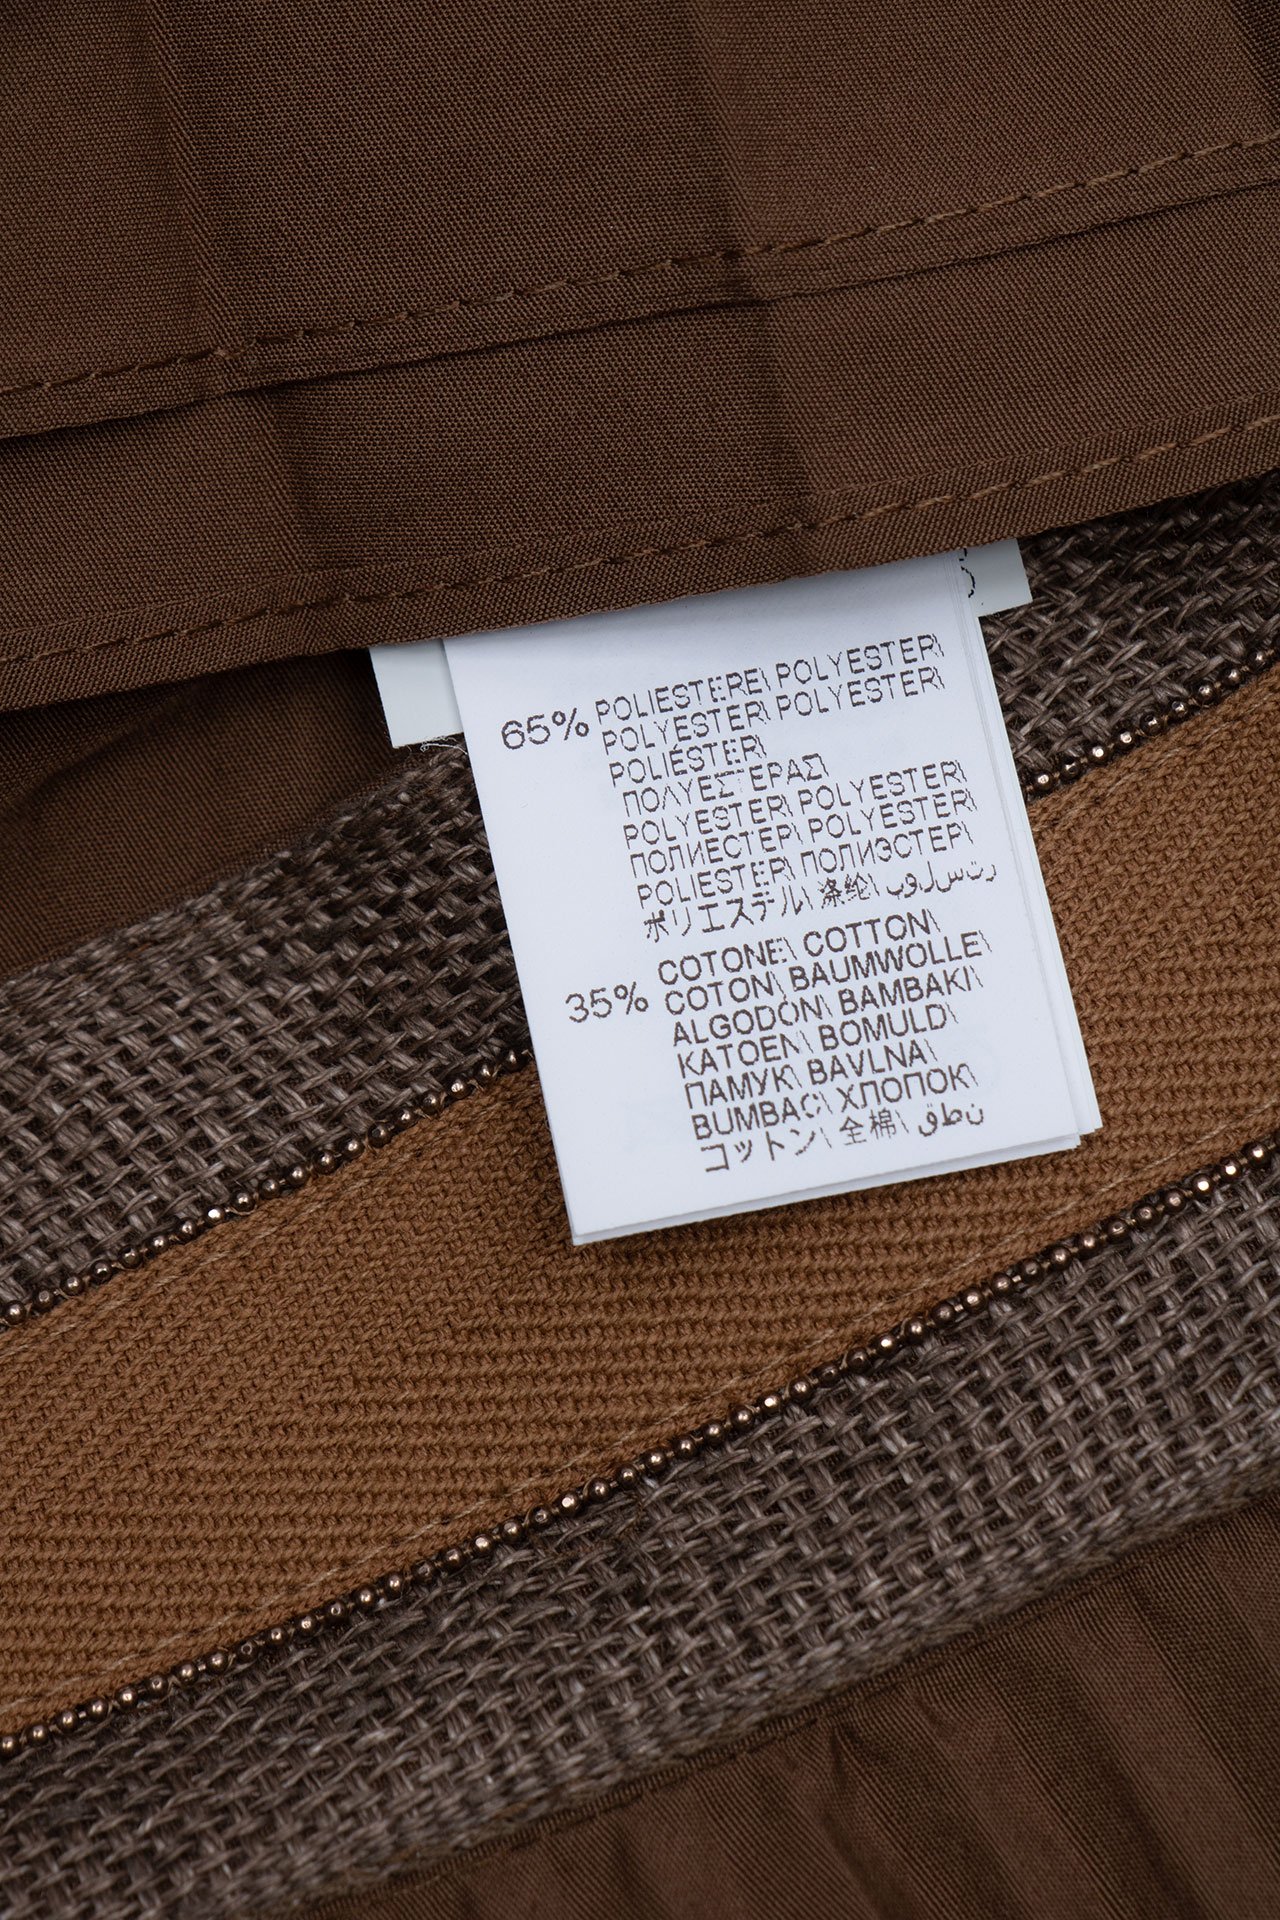 65% POLIESTERE\ POLYESTER\
POLYESTER\ POLYESTER\
POLIÉSTER\
ΠΟΛΥΕΣΤΕΡΑΣ\
POLYESTER\ POLYESTER\
ПОЛИЕСТЕР\ POLYESTER\
POLIESTER\ ПОЛИЭСТЕР\
ポリエステル\ 涤纶\ بولستر
35% COTONE\ COTTON\
COTON\ BAUMWOLLE\
ALGODÓN\ BAMBAKI\
KATOEN\ BOMULD\
ПАМУК\ BAVLNA\
BUMBAC\ ХЛОПОК\
コットン\ 全棉\ قطن